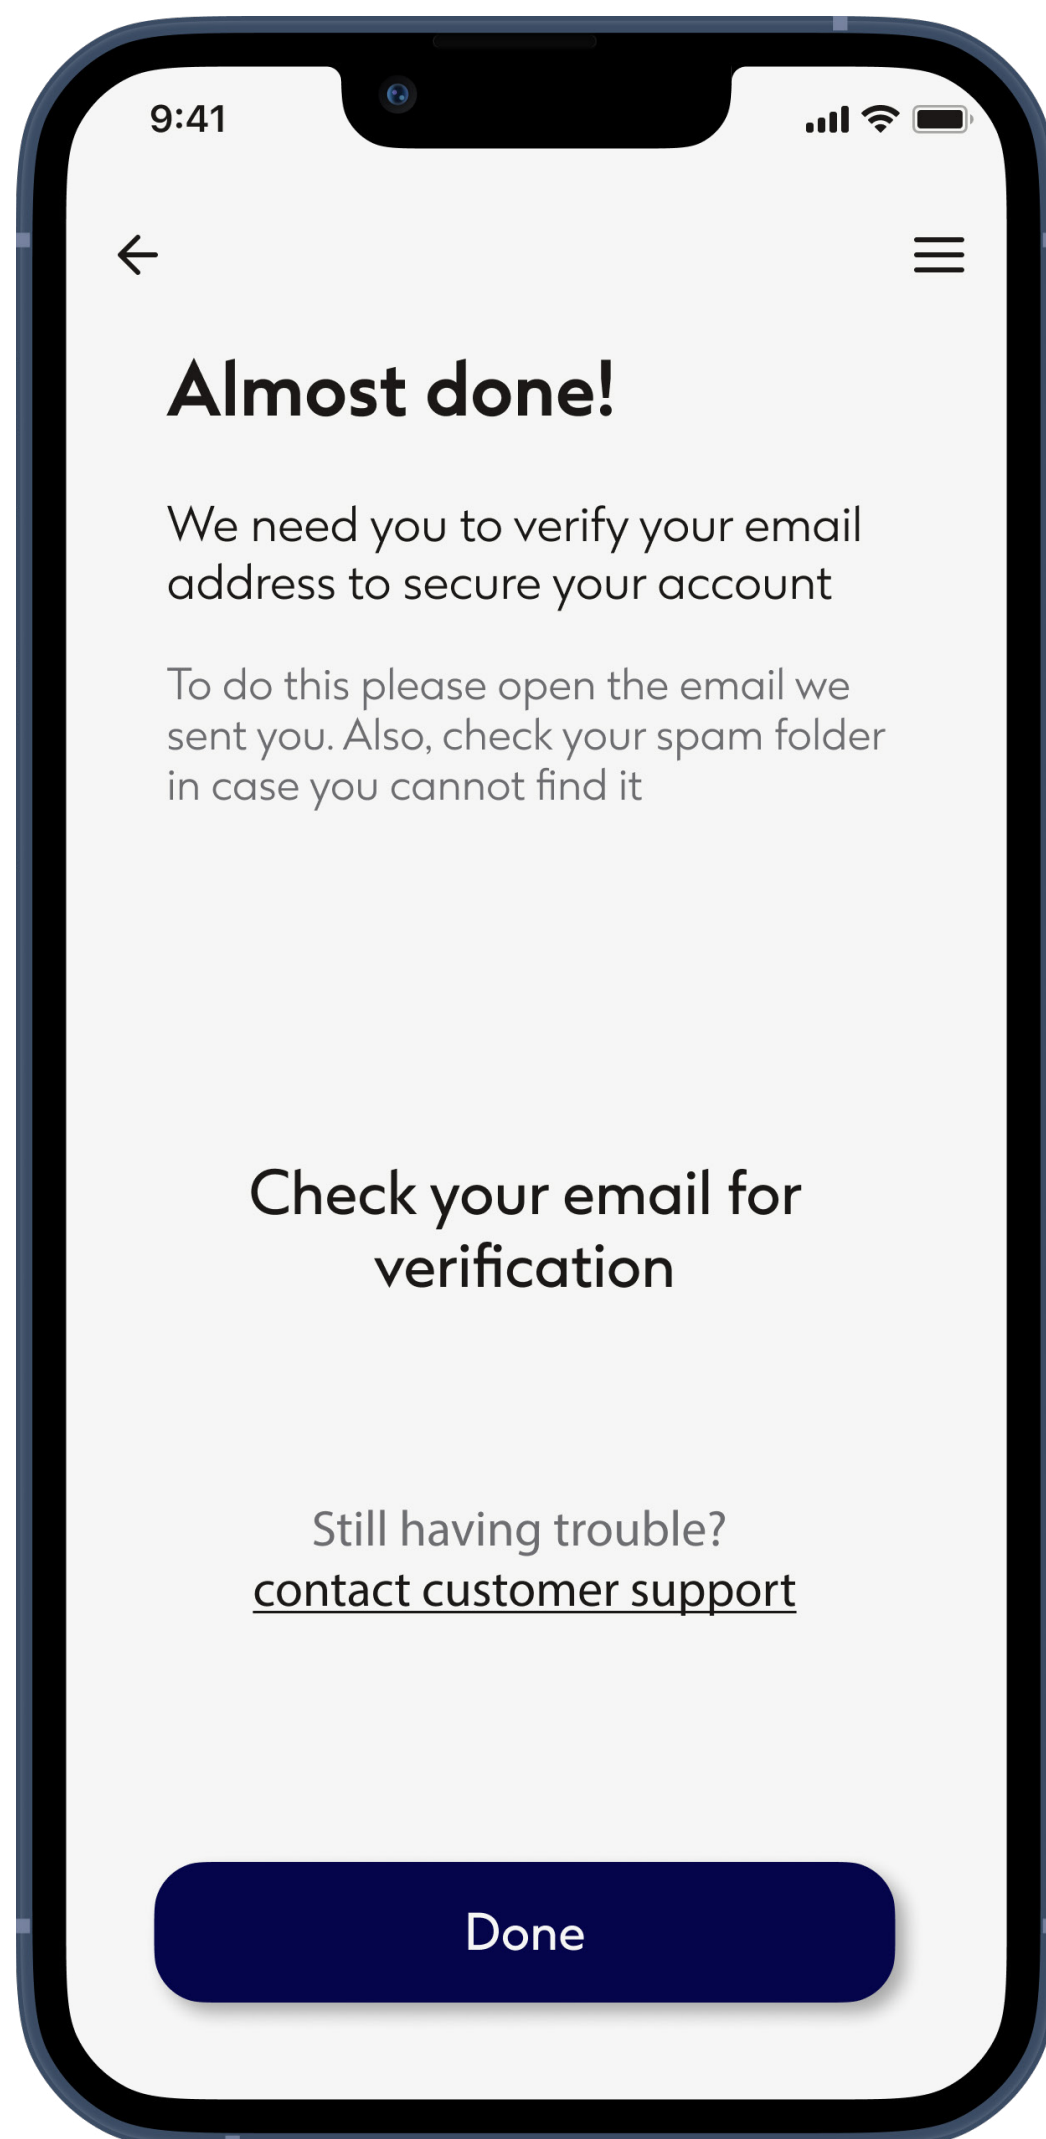 9:41
Almost done!
We need you to verify your email
address to secure your account
To do this please open the email we
sent you. Also, check your spam folder
in case you cannot find it
Check your email for
verification
Still having trouble?
contact customer support
Done